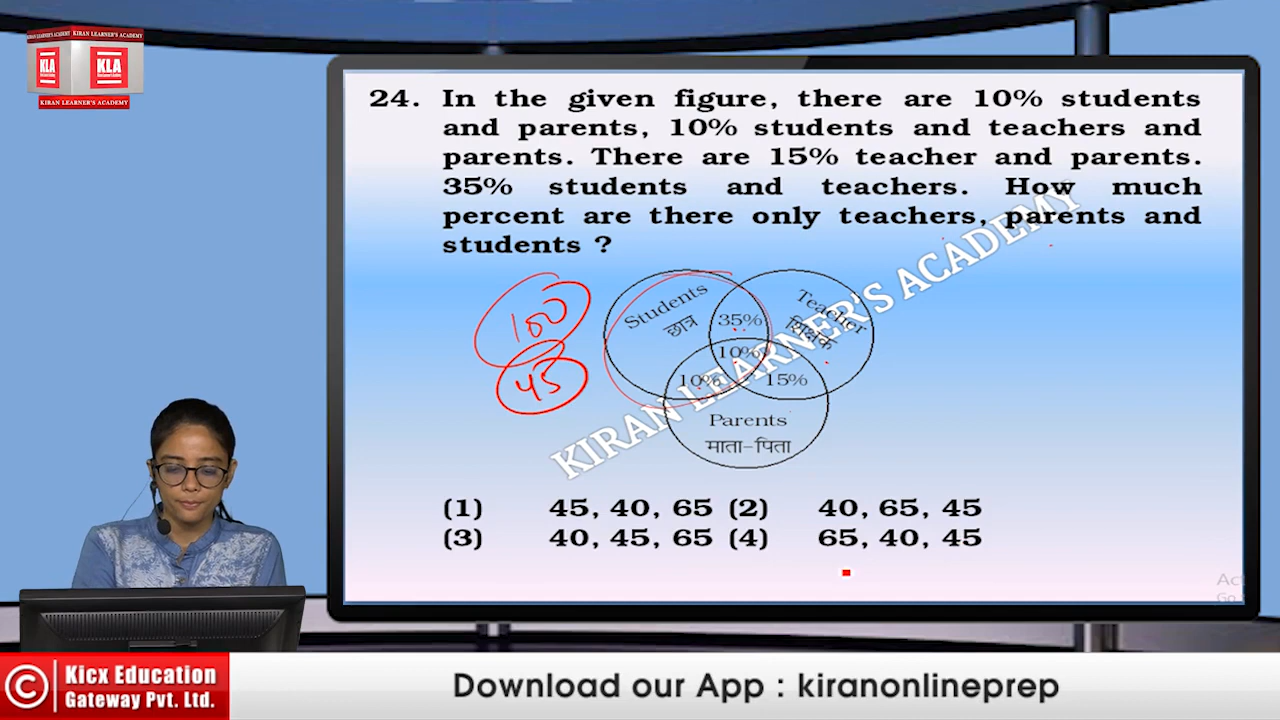 KIRAN LEARNER'S ACADEMY KIRAN LEARNER'S ACADEMY
KLA
KLA
KIRAN LEARNER'S ACADEMY
24. In the given figure, there are 10% students
and parents, 10% students and teachers and
parents. There are 15% teacher and parents.
35% students and teachers. How much
percent are there only teachers, parents and
students ?
100
45
Students
छात्र
Teacher
शिक्षक
35%
10%
10%
15%
Parents
माता-पिता
KIRAN LEARNER'S ACADEMY
(1) 45, 40, 65 (2) 40, 65, 45
(3) 40, 45, 65 (4) 65, 40, 45
© Kicx Education
Gateway Pvt. Ltd.
Download our App : kiranonlineprep